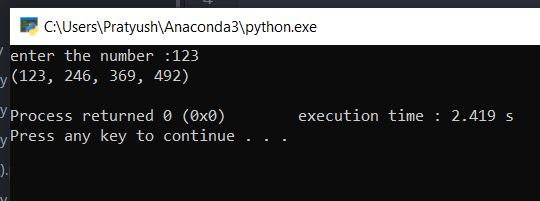 C:\Users\Pratyush\Anaconda3\python.exe
enter the number :123
(123, 246, 369, 492)
Process returned 0 (0x0)        execution time : 2.419 s
Press any key to continue . . .